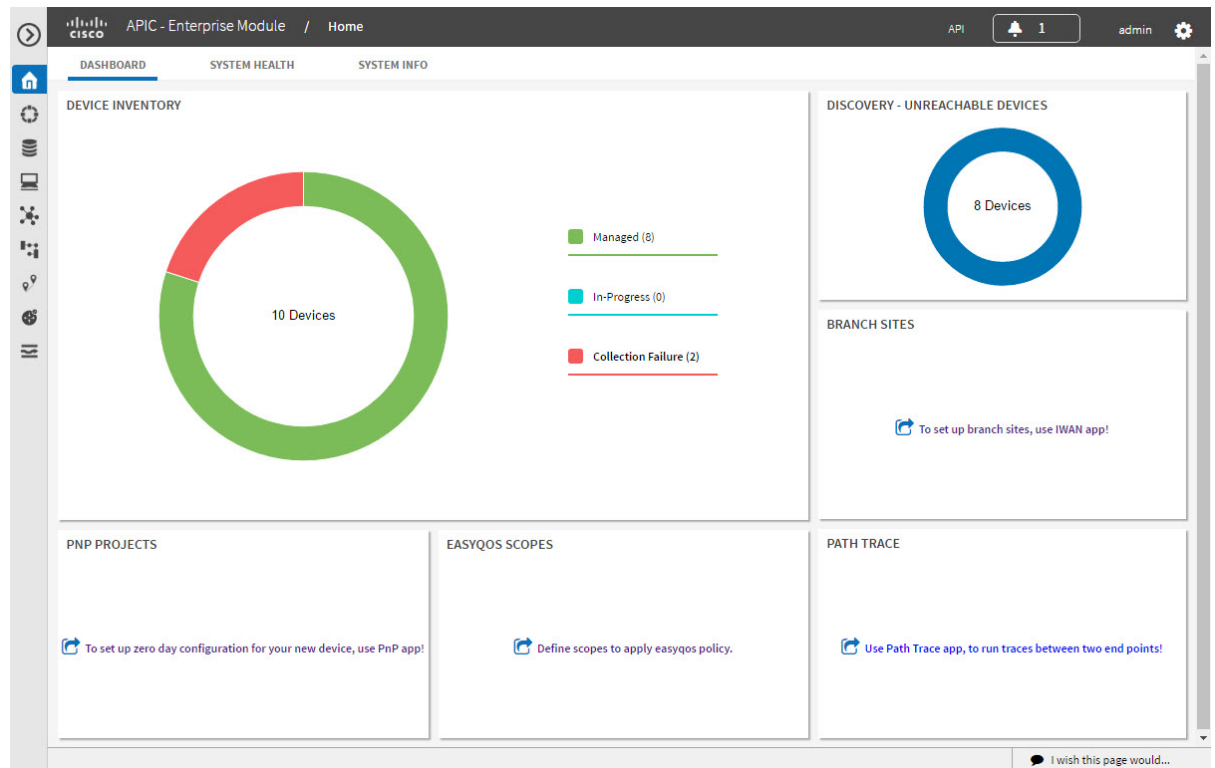 cisco APIC - Enterprise Module / Home API 1 admin
DASHBOARD SYSTEM HEALTH SYSTEM INFO
DEVICE INVENTORY
10 Devices
Managed (8)
In-Progress (0)
Collection Failure (2)
DISCOVERY - UNREACHABLE DEVICES
8 Devices
BRANCH SITES
To set up branch sites, use IWAN app!
PNP PROJECTS
To set up zero day configuration for your new device, use PnP app!
EASYQOS SCOPES
Define scopes to apply easyqos policy.
PATH TRACE
Use Path Trace app, to run traces between two end points!
I wish this page would...